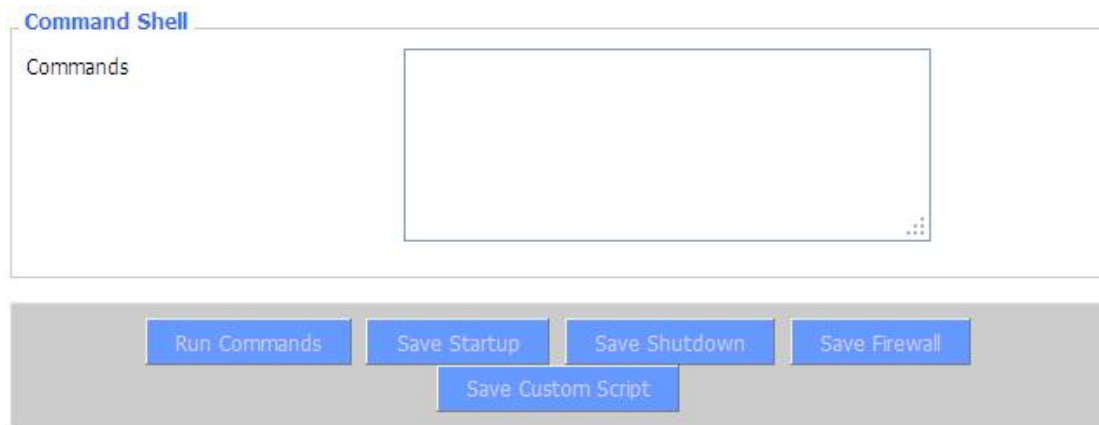 Command Shell
Commands
Run Commands Save Startup Save Shutdown Save Firewall
Save Custom Script